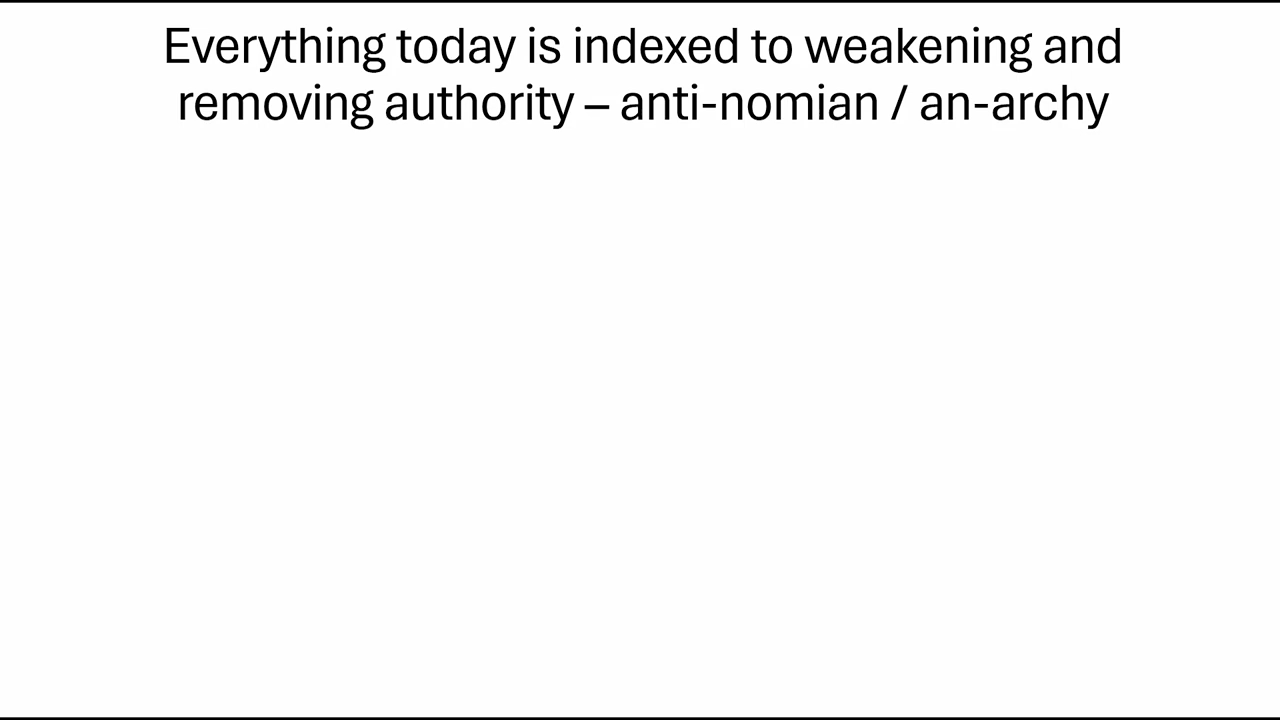 Everything today is indexed to weakening and
removing authority – anti-nomian / an-archy